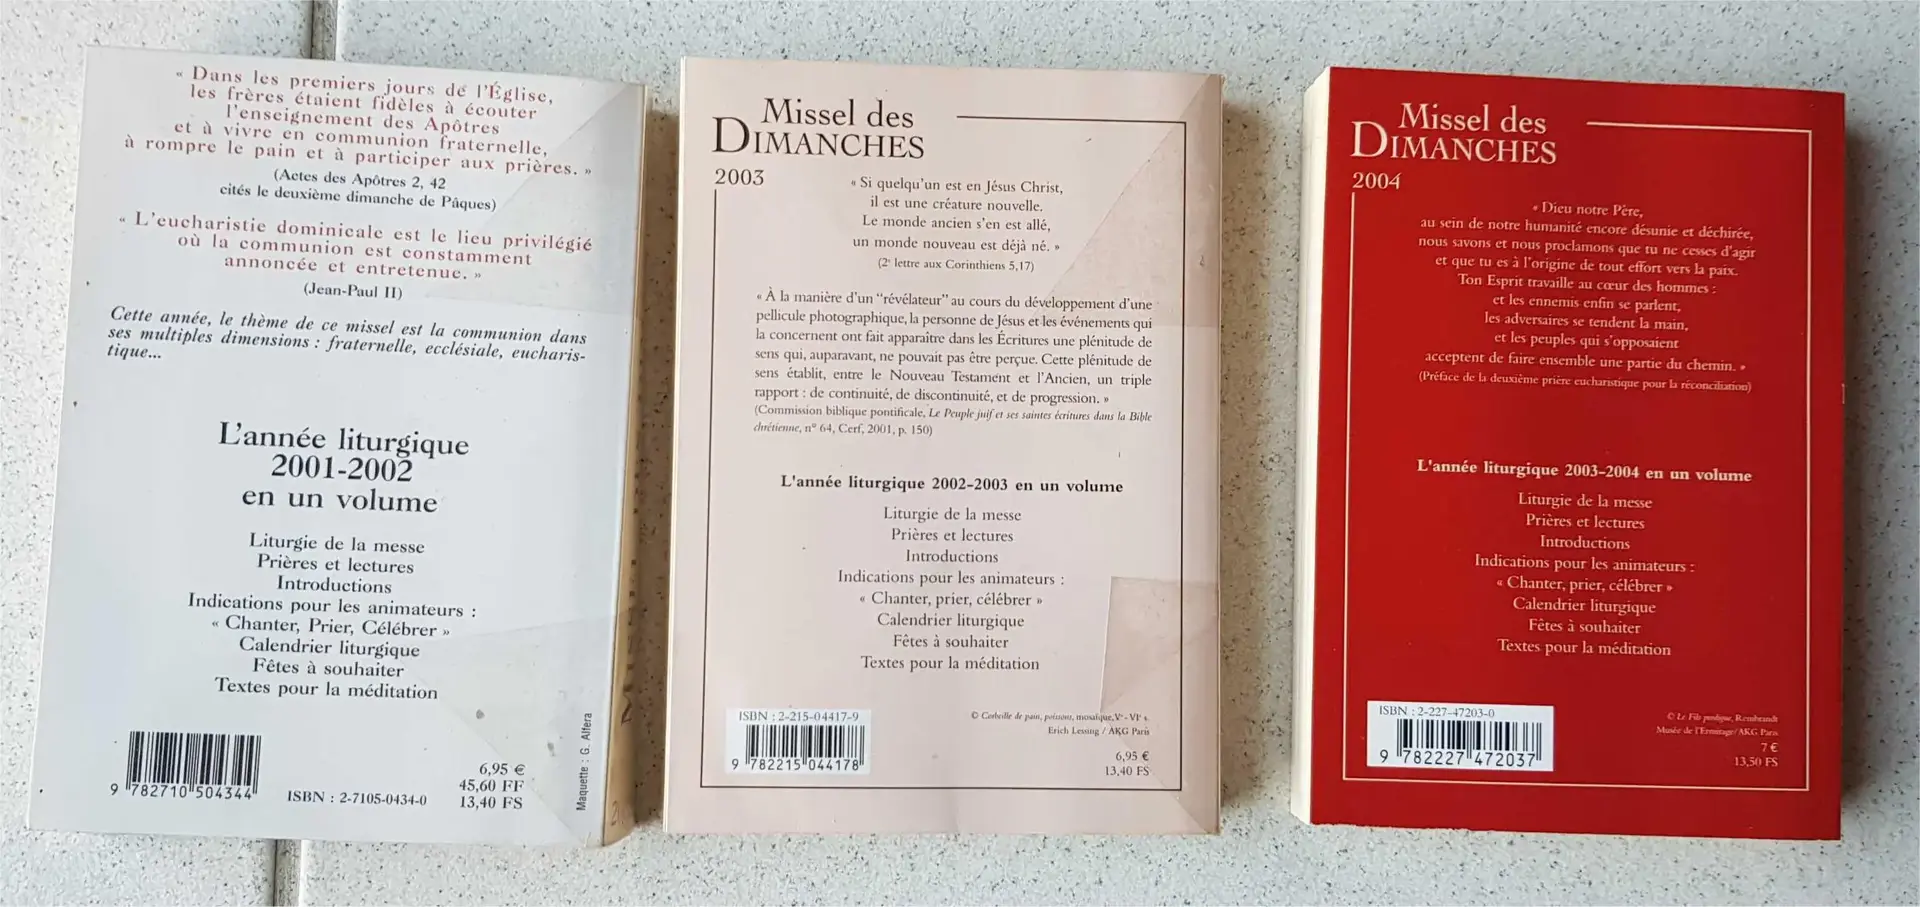 « Dans les premiers jours de l'Église,
les frères étaient fidèles à écouter
l'enseignement des Apôtres
et à vivre en communion fraternelle,
à rompre le pain et à participer aux prières. »
(Actes des Apôtres 2, 42
cités le deuxième dimanche de Pâques)
« L'eucharistie dominicale est le lieu privilégié
où la communion est constamment
annoncée et entretenue. »
(Jean-Paul II)
Cette année, le thème de ce missel est la communion dans
ses multiples dimensions : fraternelle, ecclésiale, eucharis-
tique...
L'année liturgique
2001-2002
en un volume
Liturgie de la messe
Prières et lectures
Introductions
Indications pour les animateurs :
« Chanter, Prier, Célébrer »
Calendrier liturgique
Fêtes à souhaiter
Textes pour la méditation
9 782710 504344
ISBN : 2-7105-0434-0
6,95 €
45,60 FF
13,40 FS
Maquette : G. Alfera
Missel des
DIMANCHES
2003
« Si quelqu'un est en Jésus Christ,
il est une créature nouvelle.
Le monde ancien s'en est allé,
un monde nouveau est déjà né. »
(2e lettre aux Corinthiens 5,17)
« À la manière d'un "révélateur" au cours du développement d'une
pellicule photographique, la personne de Jésus et les événements qui
la concernent ont fait apparaître dans les Écritures une plénitude de
sens qui, auparavant, ne pouvait pas être perçue. Cette plénitude de
sens établit, entre le Nouveau Testament et l'Ancien, un triple
rapport : de continuité, de discontinuité, et de progression. »
(Commission biblique pontificale, Le Peuple juif et ses saintes écritures dans la Bible
chrétienne, n° 64, Cerf, 2001, p. 150)
L'année liturgique 2002-2003 en un volume
Liturgie de la messe
Prières et lectures
Introductions
Indications pour les animateurs :
« Chanter, prier, célébrer »
Calendrier liturgique
Fêtes à souhaiter
Textes pour la méditation
ISBN : 2-215-04417-9
9 782215 044178
© Corbeille de pain, poissons, mosaïque, Ve - VIe s.
Erich Lessing / AKG Paris
6,95 €
13,40 FS
Missel des
DIMANCHES
2004
« Dieu notre Père,
au sein de notre humanité encore désunie et déchirée,
nous savons et nous proclamons que tu ne cesses d'agir
et que tu es à l'origine de tout effort vers la paix.
Ton Esprit travaille au cœur des hommes :
et les ennemis enfin se parlent,
les adversaires se tendent la main,
et les peuples qui s'opposaient
acceptent de faire ensemble une partie du chemin. »
(Préface de la deuxième prière eucharistique pour la réconciliation)
L'année liturgique 2003-2004 en un volume
Liturgie de la messe
Prières et lectures
Introductions
Indications pour les animateurs :
« Chanter, prier, célébrer »
Calendrier liturgique
Fêtes à souhaiter
Textes pour la méditation
ISBN : 2-227-47203-0
9 782227 472037
© Le Fils prodigue, Rembrandt
Musée de l'Ermitage/AKG Paris
7 €
13,50 FS